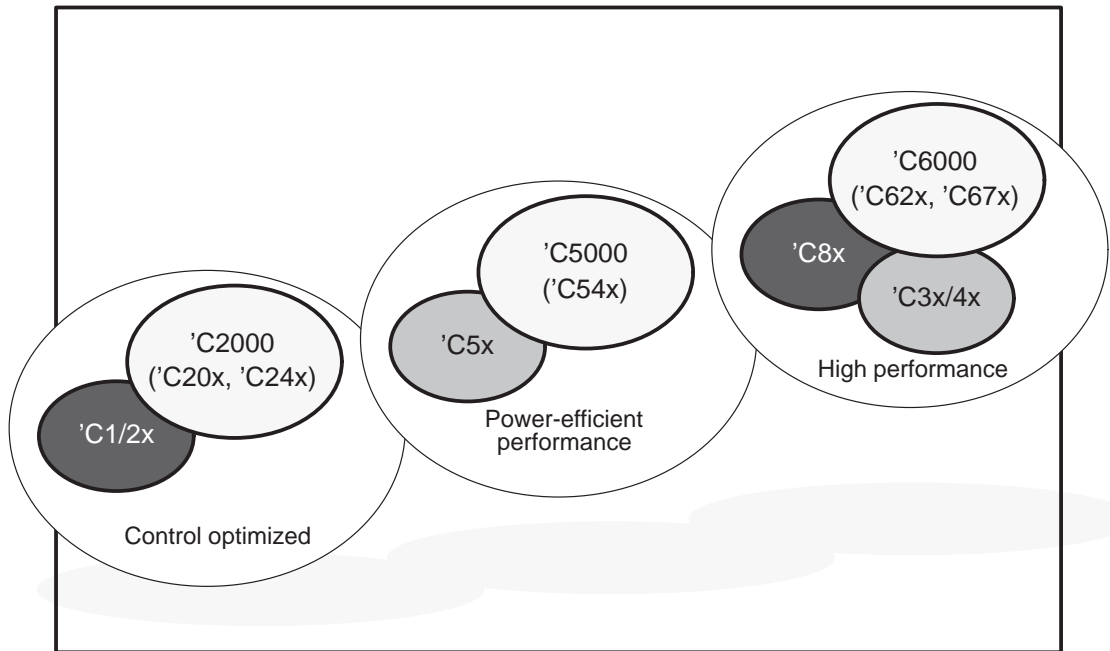 ’C2000
(’C20x, ’C24x)
’C1/2x
Control optimized
’C5000
(’C54x)
’C5x
Power-efficient
performance
’C6000
(’C62x, ’C67x)
’C8x
’C3x/4x
High performance